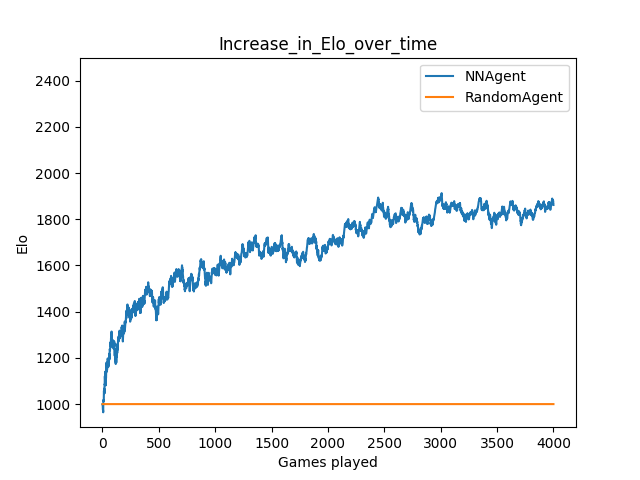 Increase_in_Elo_over_time
NNAgent
RandomAgent
2400
2200
2000
1800
1600
1400
1200
1000
Elo
0 500 1000 1500 2000 2500 3000 3500 4000
Games played